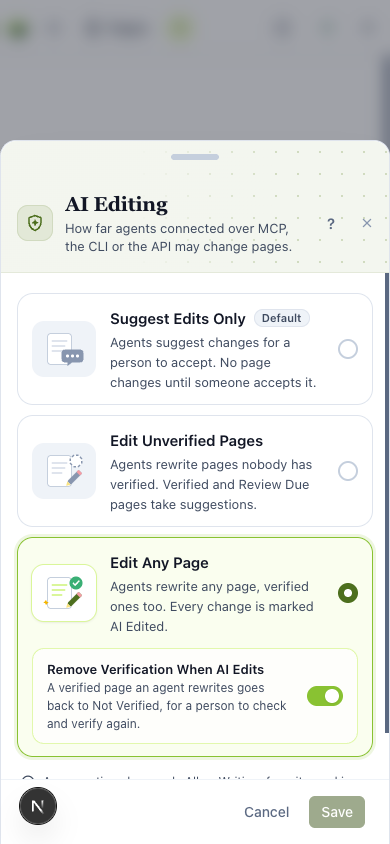 AI Editing
How far agents connected over MCP,
the CLI or the API may change pages.
?
×
Suggest Edits Only Default
Agents suggest changes for a
person to accept. No page
changes until someone accepts it.
Edit Unverified Pages
Agents rewrite pages nobody has
verified. Verified and Review Due
pages take suggestions.
Edit Any Page
Agents rewrite any page, verified
ones too. Every change is marked
AI Edited.
Remove Verification When AI Edits
A verified page an agent rewrites goes
back to Not Verified, for a person to check
and verify again.
N
Cancel
Save